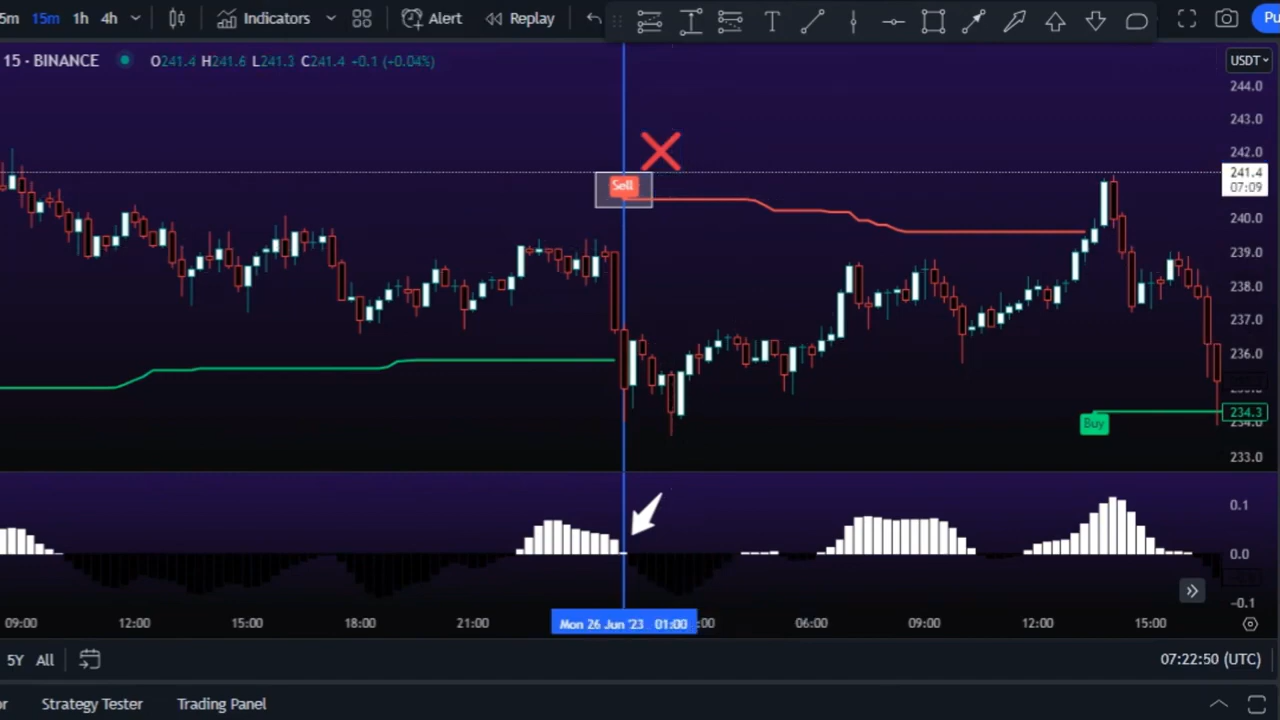 5m 15m 1h 4h Indicators Alert Replay Pu
15 · BINANCE O241.4 H241.6 L241.3 C241.4 +0.1 (+0.04%) USDT
244.0
243.0
242.0
241.4
07:09
Sell
240.0
239.0
238.0
237.0
236.0
234.3
Buy
233.0
0.1
0.0
-0.1
09:00 12:00 15:00 18:00 21:00 Mon 26 Jun '23 01:00 :00 06:00 09:00 12:00 15:00
5Y All 07:22:50 (UTC)
or Strategy Tester Trading Panel